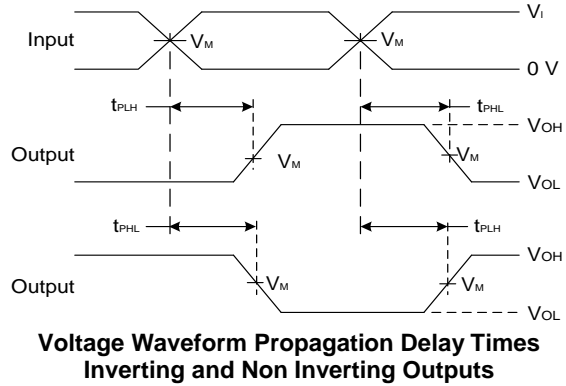 Input
VM
VM
VI
0 V
tPLH
tPHL
Output
VM
VM
VOH
VOL
tPHL
tPLH
Output
VM
VM
VOH
VOL
Voltage Waveform Propagation Delay Times
Inverting and Non Inverting Outputs